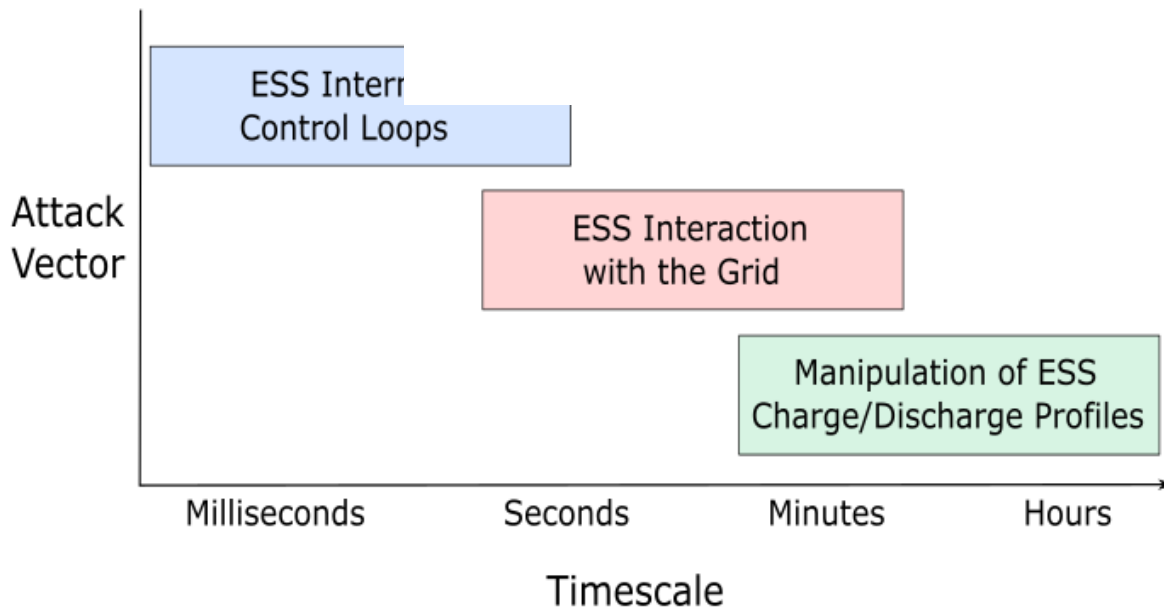 ESS
Control Loops
Attack
Vector
ESS Interaction
with the Grid
Manipulation of ESS
Charge/Discharge Profiles
Milliseconds
Seconds
Minutes
Hours
Timescale